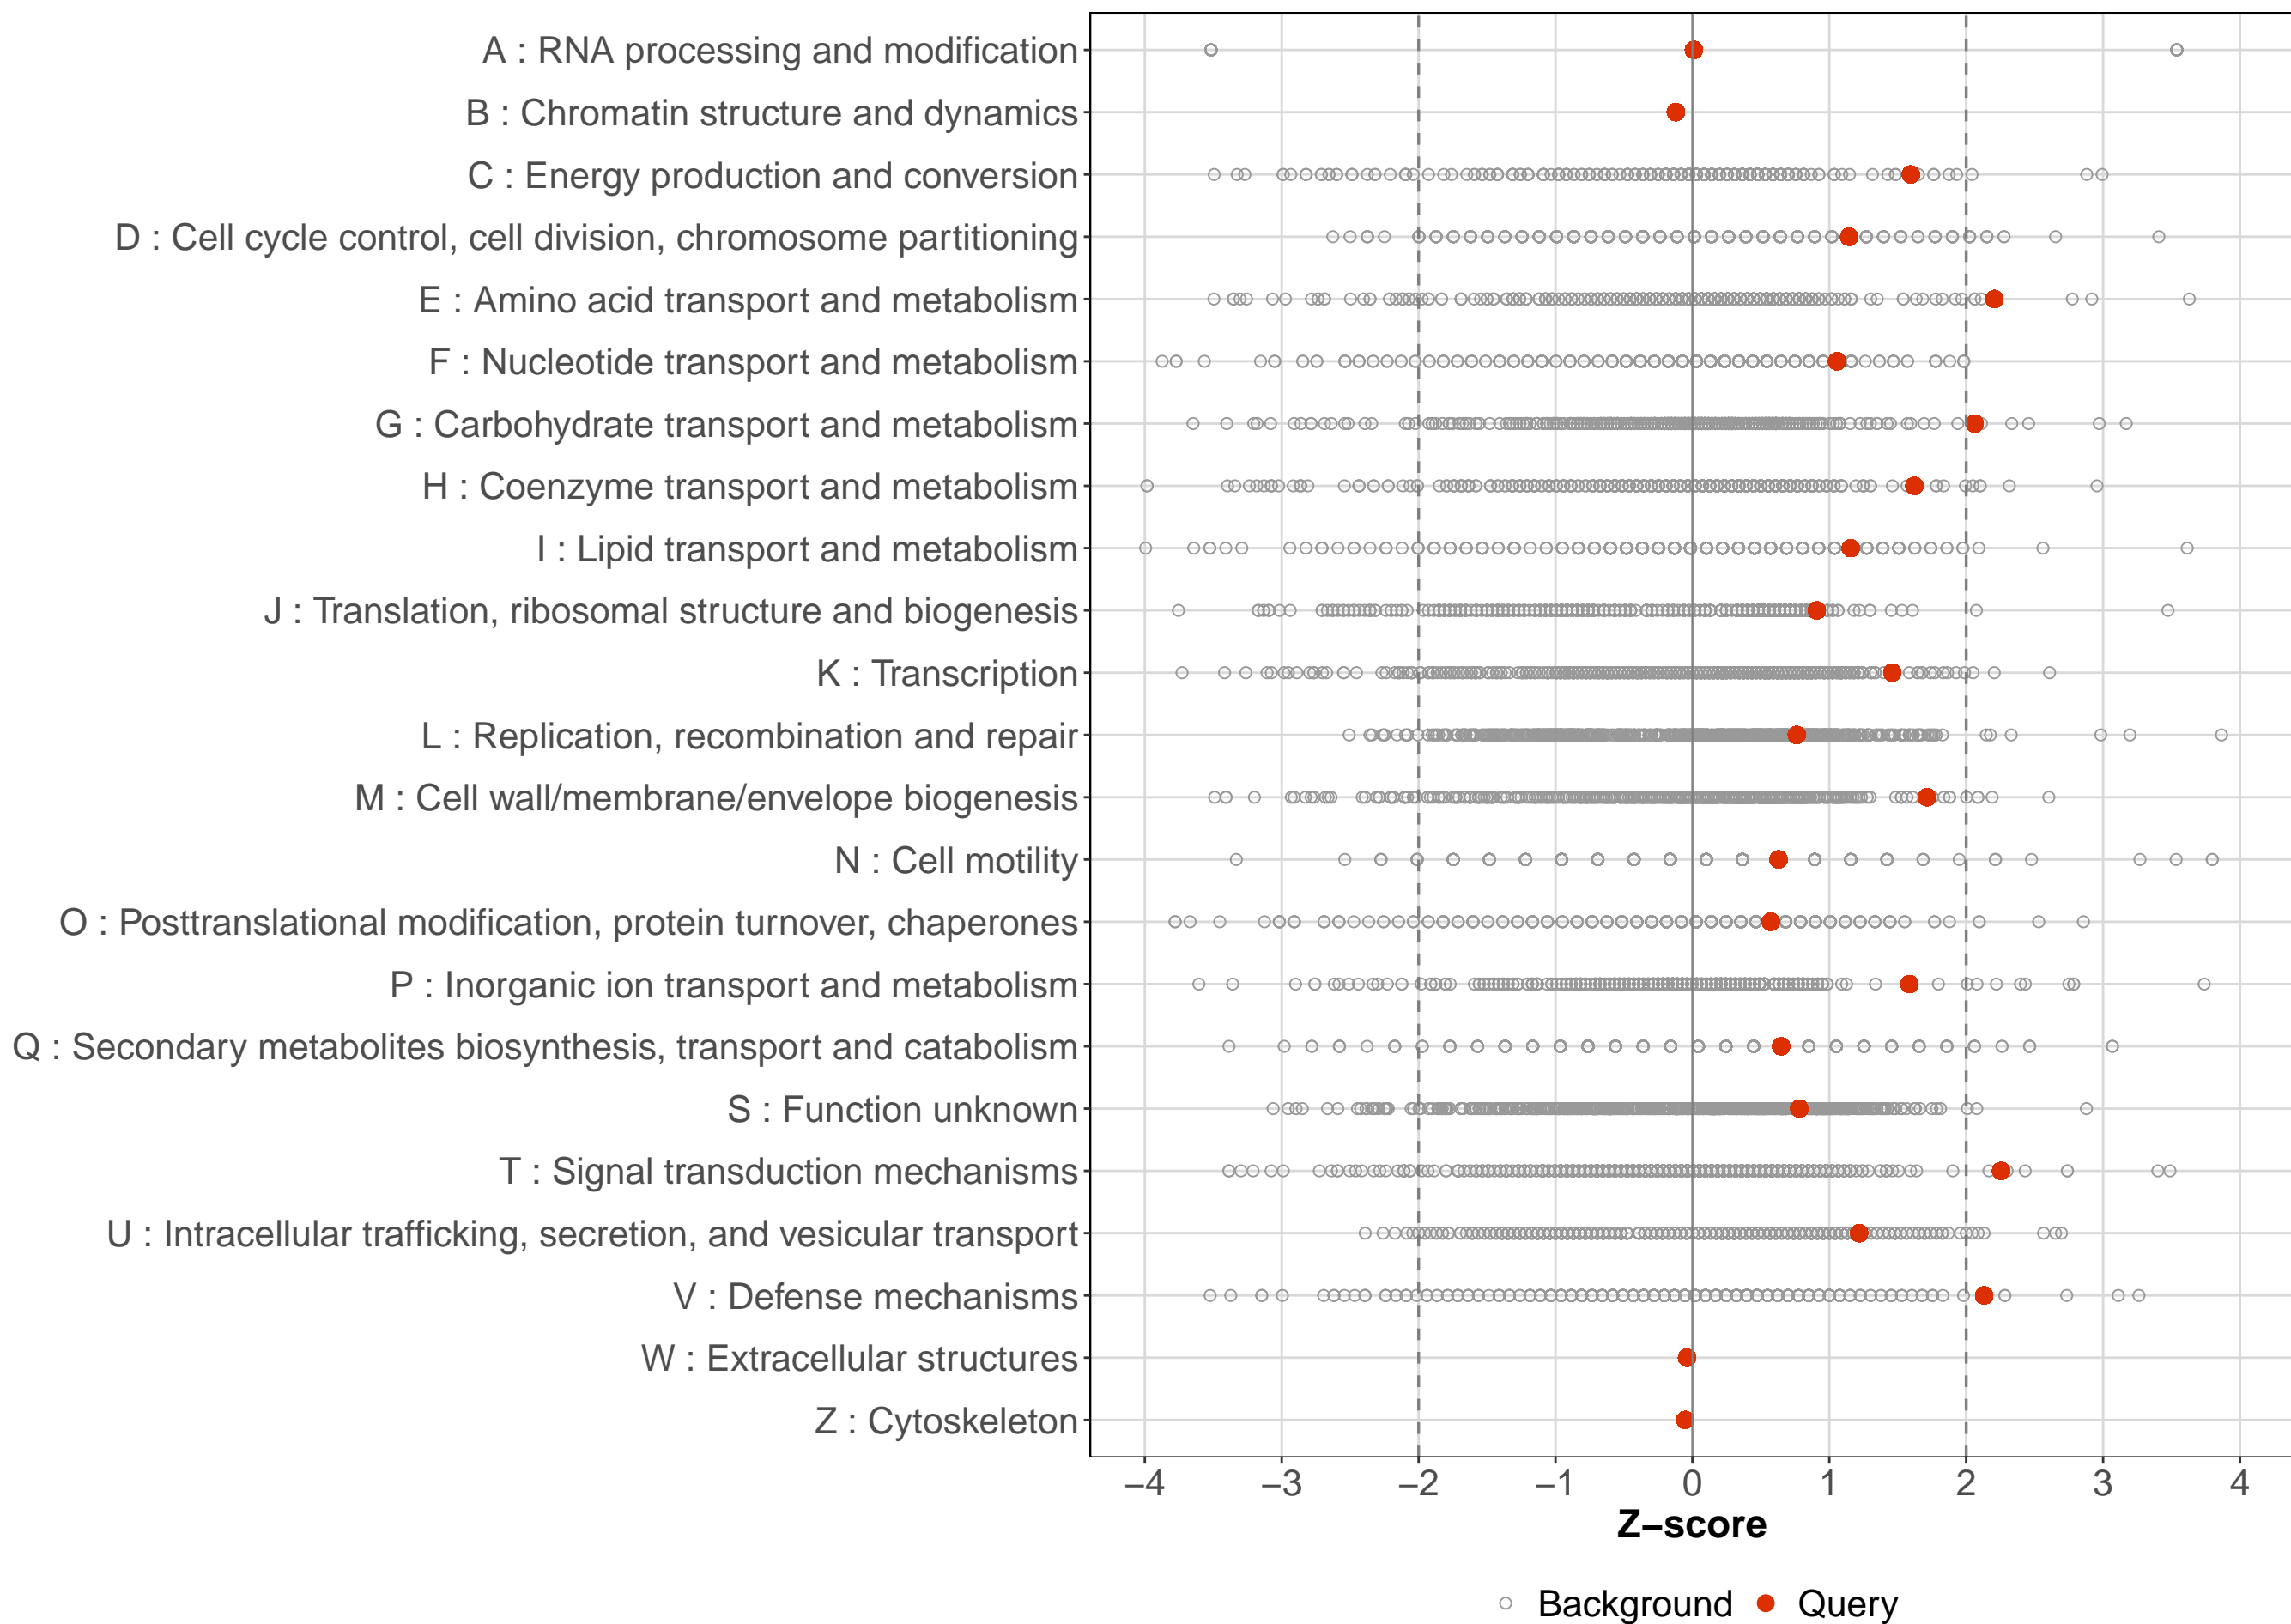 A : RNA processing and modification
B : Chromatin structure and dynamics
C : Energy production and conversion
D : Cell cycle control, cell division, chromosome partitioning
E : Amino acid transport and metabolism
F : Nucleotide transport and metabolism
G : Carbohydrate transport and metabolism
H : Coenzyme transport and metabolism
I : Lipid transport and metabolism
J : Translation, ribosomal structure and biogenesis
K : Transcription
L : Replication, recombination and repair
M : Cell wall/membrane/envelope biogenesis
N : Cell motility
O : Posttranslational modification, protein turnover, chaperones
P : Inorganic ion transport and metabolism
Q : Secondary metabolites biosynthesis, transport and catabolism
S : Function unknown
T : Signal transduction mechanisms
U : Intracellular trafficking, secretion, and vesicular transport
V : Defense mechanisms
W : Extracellular structures
Z : Cytoskeleton
−4 −3 −2 −1 0 1 2 3 4
Z−score
Background Query